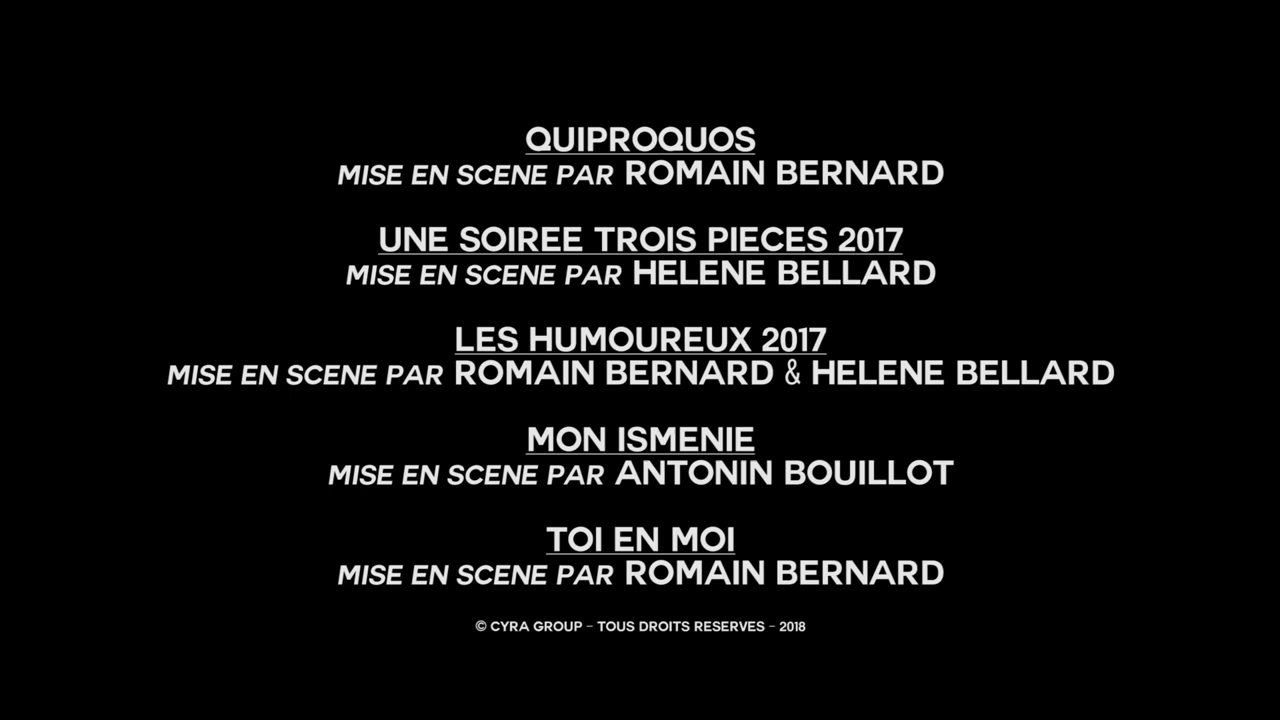 QUIPROQUOS
MISE EN SCENE PAR ROMAIN BERNARD
UNE SOIREE TROIS PIECES 2017
MISE EN SCENE PAR HELENE BELLARD
LES HUMOUREUX 2017
MISE EN SCENE PAR ROMAIN BERNARD & HELENE BELLARD
MON ISMENIE
MISE EN SCENE PAR ANTONIN BOUILLOT
TOI EN MOI
MISE EN SCENE PAR ROMAIN BERNARD
© CYRA GROUP - TOUS DROITS RESERVES - 2018